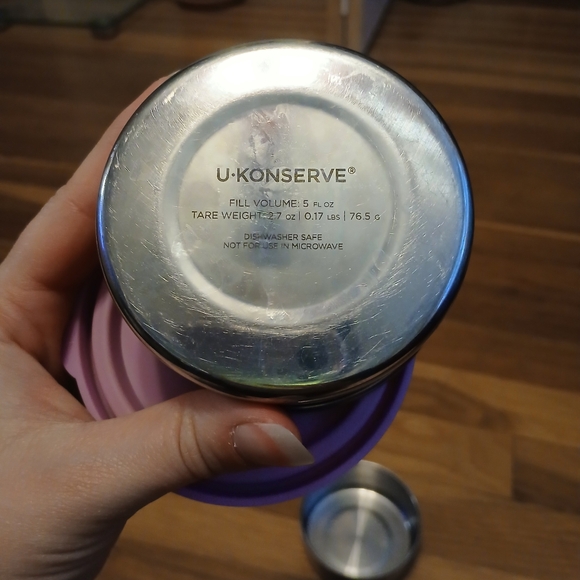 U·KONSERVE®
FILL VOLUME: 5 FL OZ
TARE WEIGHT: 2.7 OZ | 0.17 LBS | 76.5 G
DISHWASHER SAFE
NOT FOR USE IN MICROWAVE